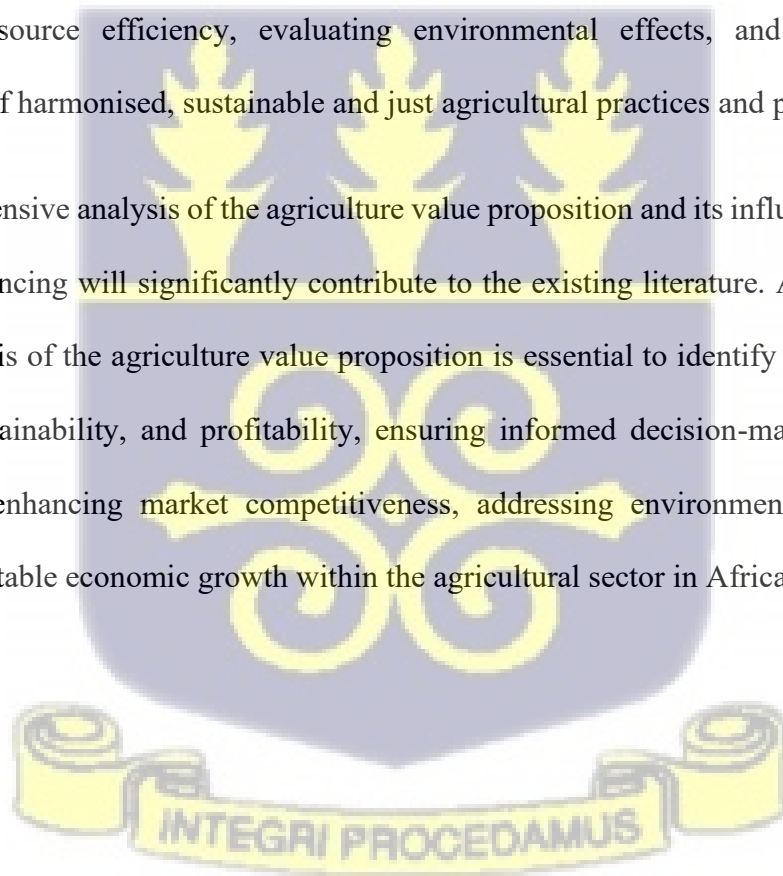 source efficiency, evaluating environmental effects, and
f harmonised, sustainable and just agricultural practices and p
ensive analysis of the agriculture value proposition and its influ
ncing will significantly contribute to the existing literature. A
is of the agriculture value proposition is essential to identify
ainability, and profitability, ensuring informed decision-ma
enhancing market competitiveness, addressing environmen
table economic growth within the agricultural sector in Africa
INTEGRI PROCEDAMUS